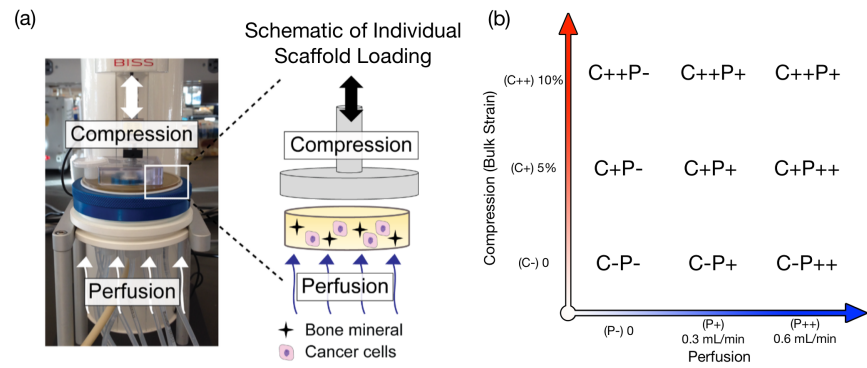 (a)
Schematic of Individual
Scaffold Loading
BISS
Compression
Compression
Perfusion
Perfusion
Bone mineral
Cancer cells
(b)
Compression (Bulk Strain)
(C++) 10%
C++P-
C++P+
C++P+
(C+) 5%
C+P-
C+P+
C+P++
(C-) 0
C-P-
C-P+
C-P++
(P-) 0
(P+)
0.3 mL/min
(P++)
0.6 mL/min
Perfusion